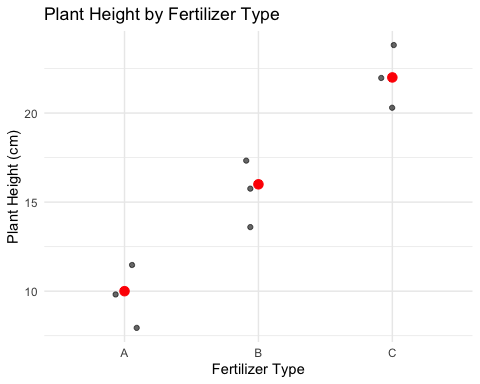 Plant Height by Fertilizer Type
Plant Height (cm)
20
15
10
A B C
Fertilizer Type